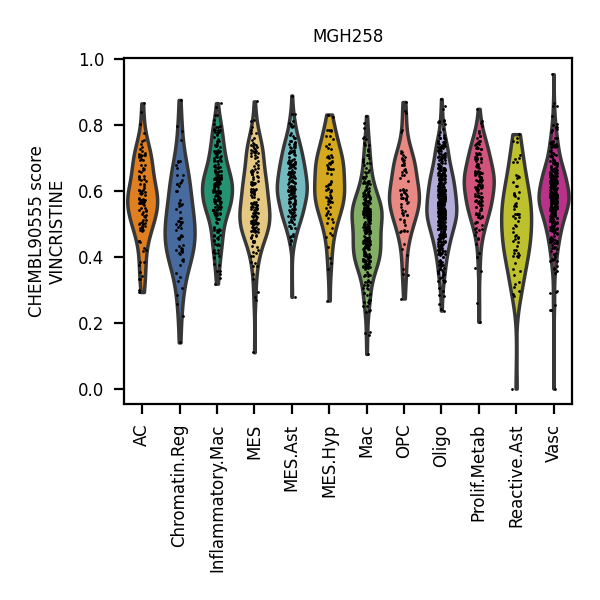 MGH258
CHEMBL90555 score
VINCRISTINE
1.0
0.8
0.6
0.4
0.2
0.0
AC
Chromatin.Reg
Inflammatory.Mac
MES
MES.Ast
MES.Hyp
Mac
OPC
Oligo
Prolif.Metab
Reactive.Ast
Vasc